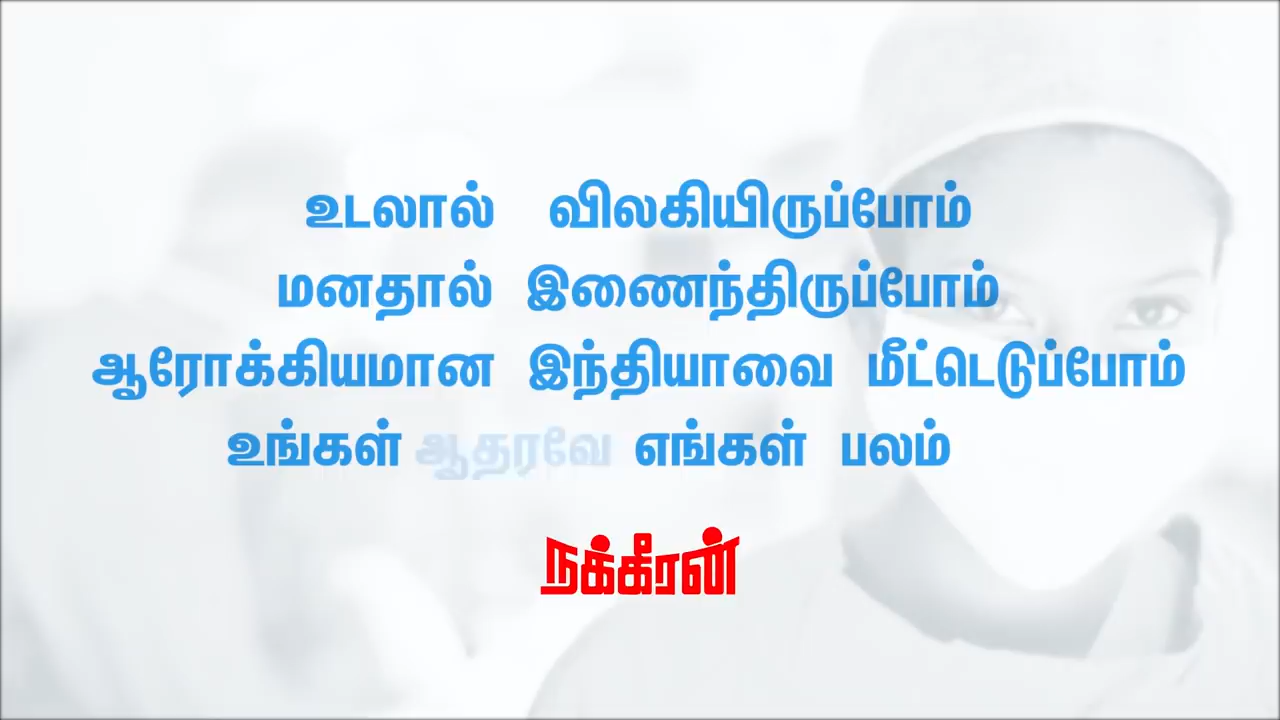 உடலால் விலகியிருப்போம்
மனதால் இணைந்திருப்போம்
ஆரோக்கியமான இந்தியாவை மீட்டெடுப்போம்
உங்கள் ஆதரவே எங்கள் பலம்
நக்கீரன்